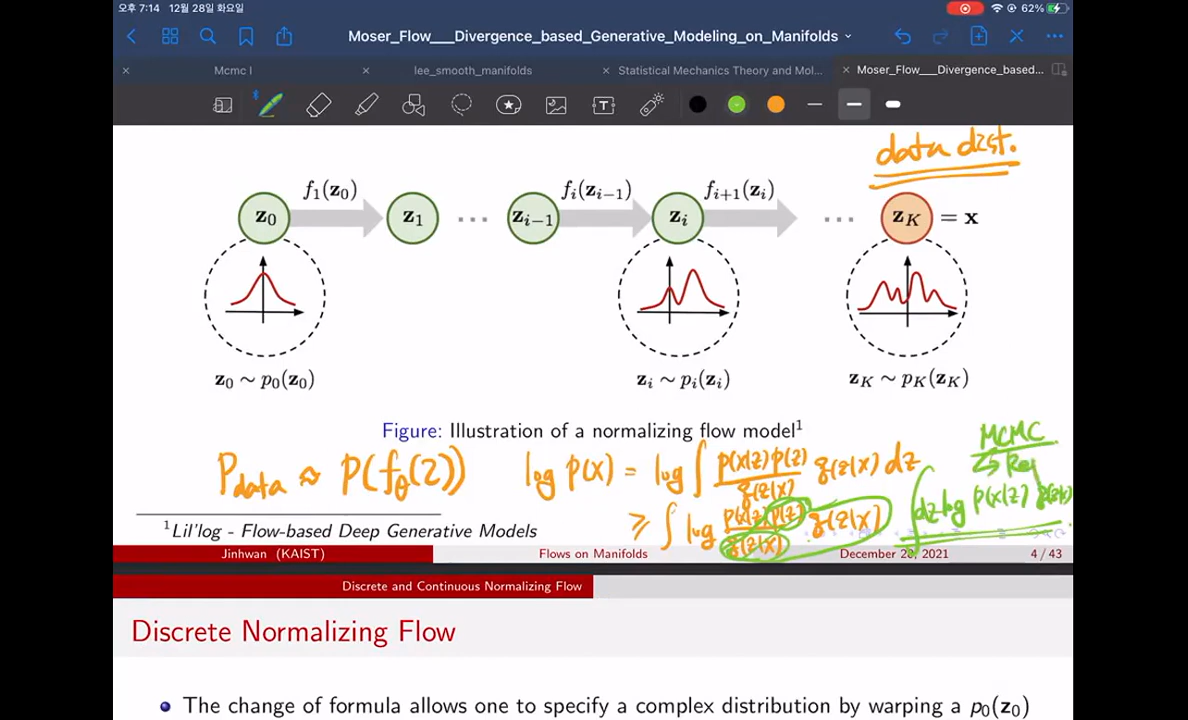 오후 7:14 12월 28일 화요일 62%
Moser_Flow___Divergence_based_Generative_Modeling_on_Manifolds
Mcmc I
lee_smooth_manifolds
Statistical Mechanics Theory and Mol...
Moser_Flow___Divergence_based...
data dist.
f₁(z₀) fᵢ(zᵢ₋₁) fᵢ₊₁(zᵢ)
z₀ z₁ ... zᵢ₋₁ zᵢ ... z_K = x
z₀ ∼ p₀(z₀) zᵢ ∼ pᵢ(zᵢ) z_K ∼ p_K(z_K)
Figure: Illustration of a normalizing flow model¹
MCMC
P_data ≈ P(f_θ(z)) log p(x) = log ∫ p(x|z)p(z) / q(z|x) q(z|x) dz
≥ ∫ log p(x|z)p(z) / q(z|x) q(z|x) ∫dz log p(x|z) q(z|x)
¹Lil'log - Flow-based Deep Generative Models
Jinhwan (KAIST) Flows on Manifolds December 28, 2021 4 / 43
Discrete and Continuous Normalizing Flow
Discrete Normalizing Flow
The change of formula allows one to specify a complex distribution by warping a p₀(z₀)